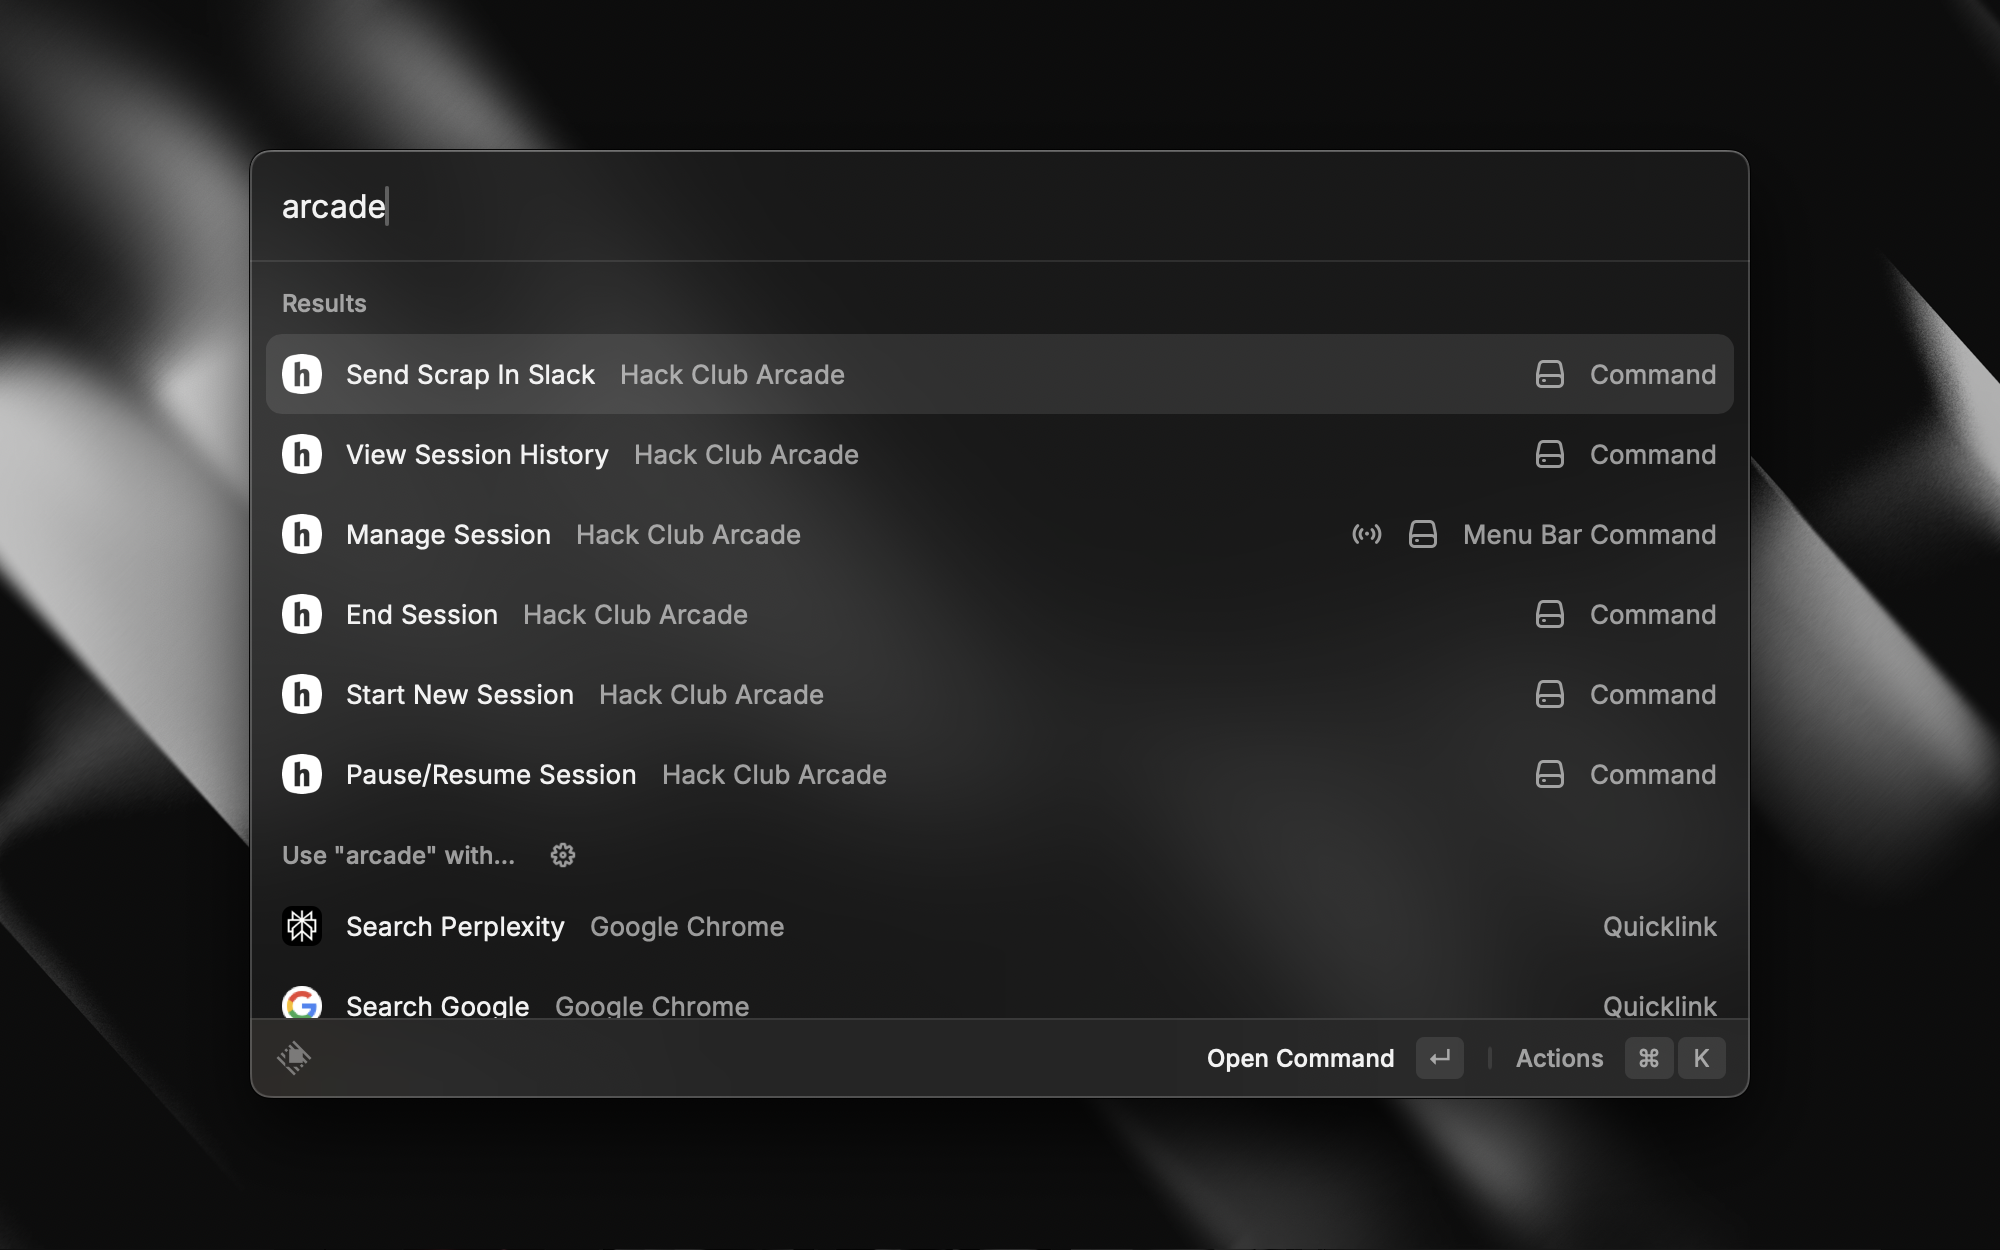 arcade
Results
Send Scrap In Slack Hack Club Arcade Command
View Session History Hack Club Arcade Command
Manage Session Hack Club Arcade Menu Bar Command
End Session Hack Club Arcade Command
Start New Session Hack Club Arcade Command
Pause/Resume Session Hack Club Arcade Command
Use "arcade" with...
Search Perplexity Google Chrome Quicklink
Search Google Google Chrome Quicklink
Open Command ↵ Actions ⌘ K